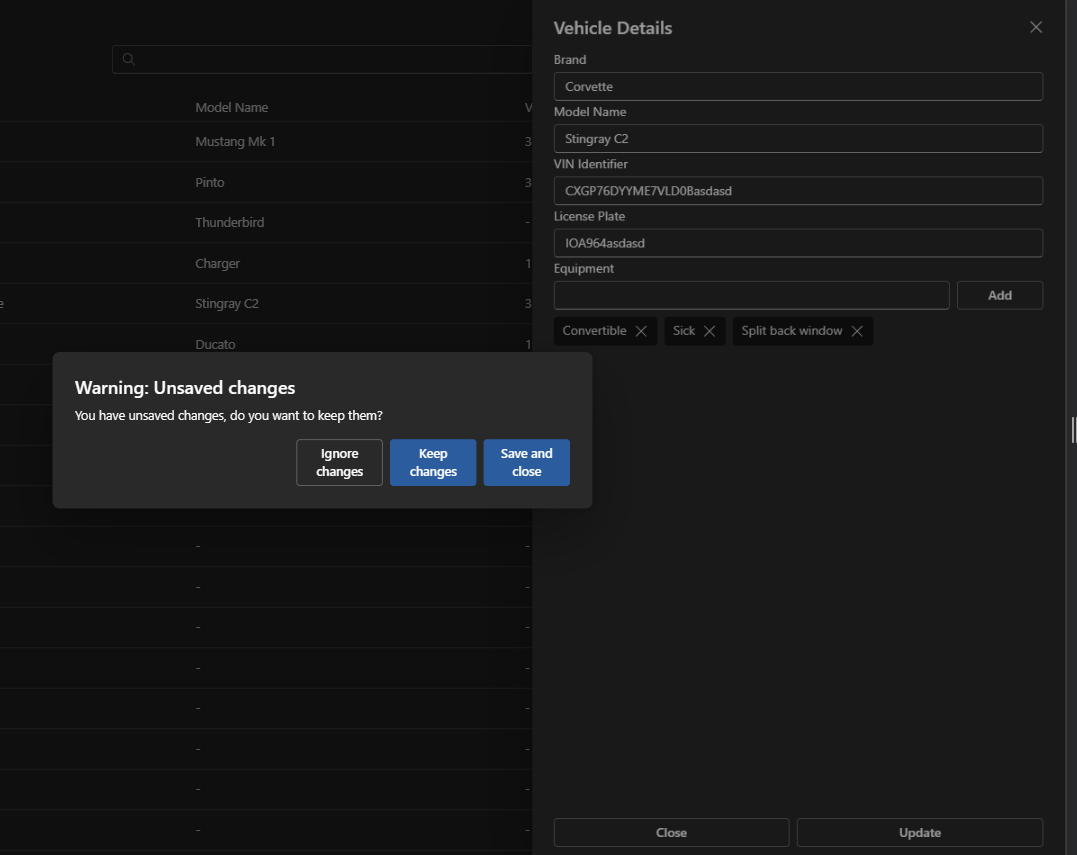 Vehicle Details
Brand
Corvette
Model Name
Stingray C2
VIN Identifier
CXGP76DYYME7VLD0Basdasd
License Plate
IOA964asdasd
Equipment
Add
Convertible
Sick
Split back window
Model Name V
Mustang Mk 1 3
Pinto 3
Thunderbird -
Charger 1
e Stingray C2 3
Ducato 1
Warning: Unsaved changes
You have unsaved changes, do you want to keep them?
Ignore changes
Keep changes
Save and close
- -
- -
- -
- -
- -
- -
- -
- -
Close
Update